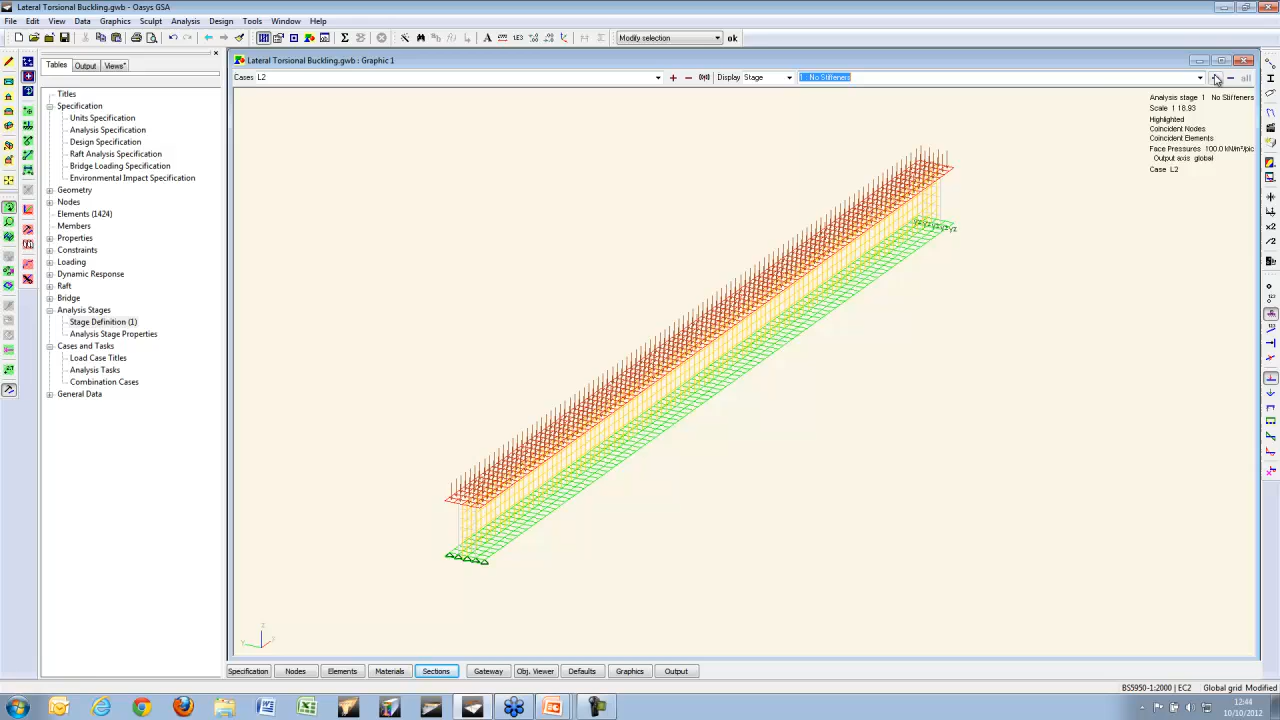 Lateral Torsional Buckling.gwb - Oasys GSA
File Edit View Data Graphics Sculpt Analysis Design Tools Window Help
Modify selection ok
Tables Output Views*
Lateral Torsional Buckling.gwb : Graphic 1
Cases L2 Display Stage 1 No Stiffeners all
Titles
Specification
Units Specification
Analysis Specification
Design Specification
Raft Analysis Specification
Bridge Loading Specification
Environmental Impact Specification
Geometry
Nodes
Elements (1424)
Members
Properties
Constraints
Loading
Dynamic Response
Raft
Bridge
Analysis Stages
Stage Definition (1)
Analysis Stage Properties
Cases and Tasks
Load Case Titles
Analysis Tasks
Combination Cases
General Data
Analysis stage 1 No Stiffeners
Scale 1 18.93
Highlighted
Coincident Nodes
Coincident Elements
Face Pressures 100.0 kN/m²/pic
Output axis global
Case L2
Specification Nodes Elements Materials Sections Gateway Obj. Viewer Defaults Graphics Output
BS5950-1:2000 EC2 Global grid Modified
12:44
10/10/2012